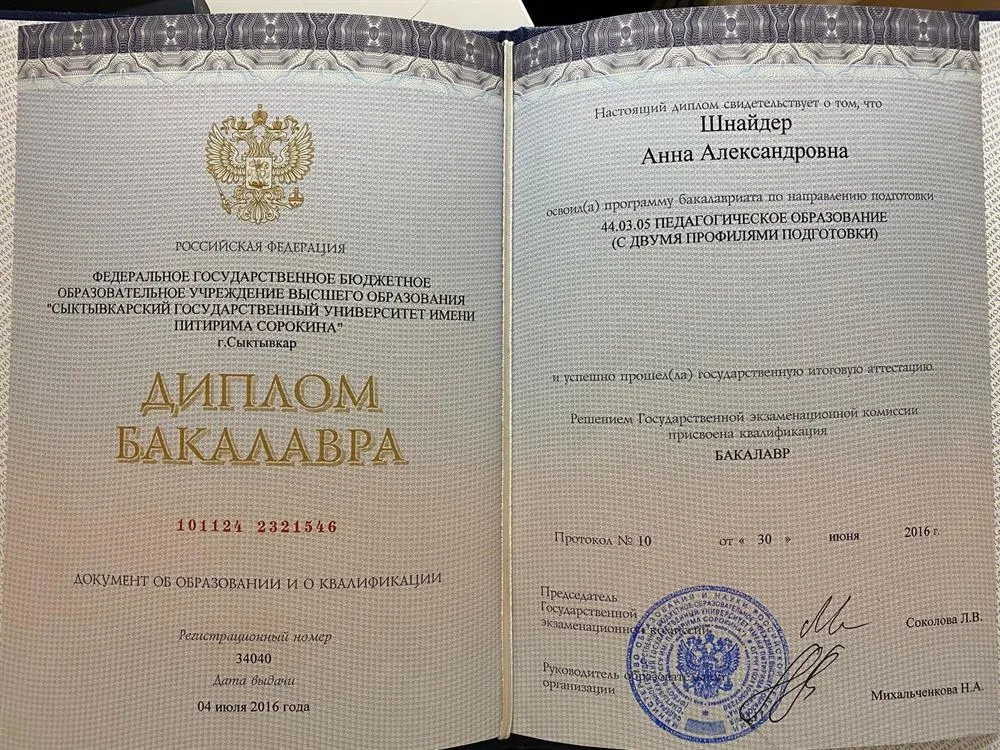 РОССИЙСКАЯ ФЕДЕРАЦИЯ
ФЕДЕРАЛЬНОЕ ГОСУДАРСТВЕННОЕ БЮДЖЕТНОЕ
ОБРАЗОВАТЕЛЬНОЕ УЧРЕЖДЕНИЕ ВЫСШЕГО ОБРАЗОВАНИЯ
"СЫКТЫВКАРСКИЙ ГОСУДАРСТВЕННЫЙ УНИВЕРСИТЕТ ИМЕНИ
ПИТИРИМА СОРОКИНА"
г.Сыктывкар
ДИПЛОМ
БАКАЛАВРА
101124 2321546
ДОКУМЕНТ ОБ ОБРАЗОВАНИИ И О КВАЛИФИКАЦИИ
Регистрационный номер
34040
Дата выдачи
04 июля 2016 года
Настоящий диплом свидетельствует о том, что
Шнайдер
Анна Александровна
освоил(а) программу бакалавриата по направлению подготовки
44.03.05 ПЕДАГОГИЧЕСКОЕ ОБРАЗОВАНИЕ
(С ДВУМЯ ПРОФИЛЯМИ ПОДГОТОВКИ)
и успешно прошел(ла) государственную итоговую аттестацию.
Решением Государственной экзаменационной комиссии
присвоена квалификация
БАКАЛАВР
Протокол № 10 от « 30 » июня 2016 г.
Председатель
Государственной
экзаменационной комиссии
Соколова Л.В.
Руководитель образовательной
организации
Михальченкова Н.А.